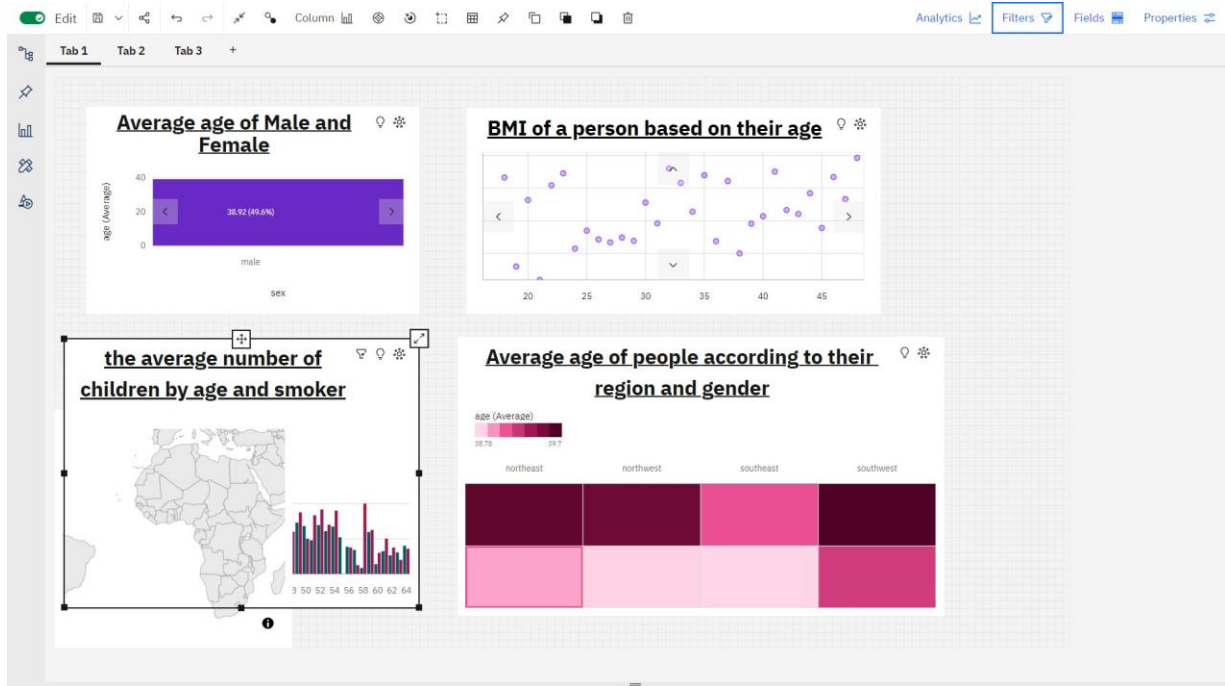 Edit
Column
Analytics
Filters
Fields
Properties
Tab 1
Tab 2
Tab 3
+
Average age of Male and
Female
age (Average)
40
20
0
38.92 (49.6%)
male
sex
BMI of a person based on their age
20 25 30 35 40 45
the average number of
children by age and smoker
50 52 54 56 58 60 62 64
Average age of people according to their
region and gender
age (Average)
38.78 39.7
northeast northwest southeast southwest